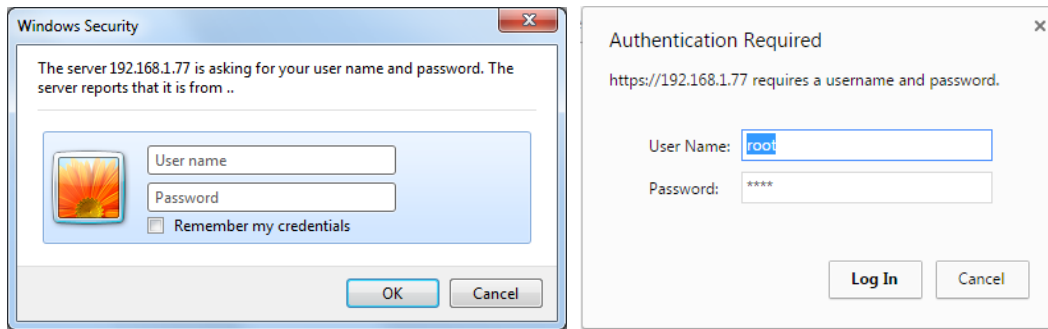 Windows Security
The server 192.168.1.77 is asking for your user name and password. The
server reports that it is from ..
User name
Password
Remember my credentials
OK
Cancel
Authentication Required
https://192.168.1.77 requires a username and password.
User Name:
root
Password:
****
Log In
Cancel